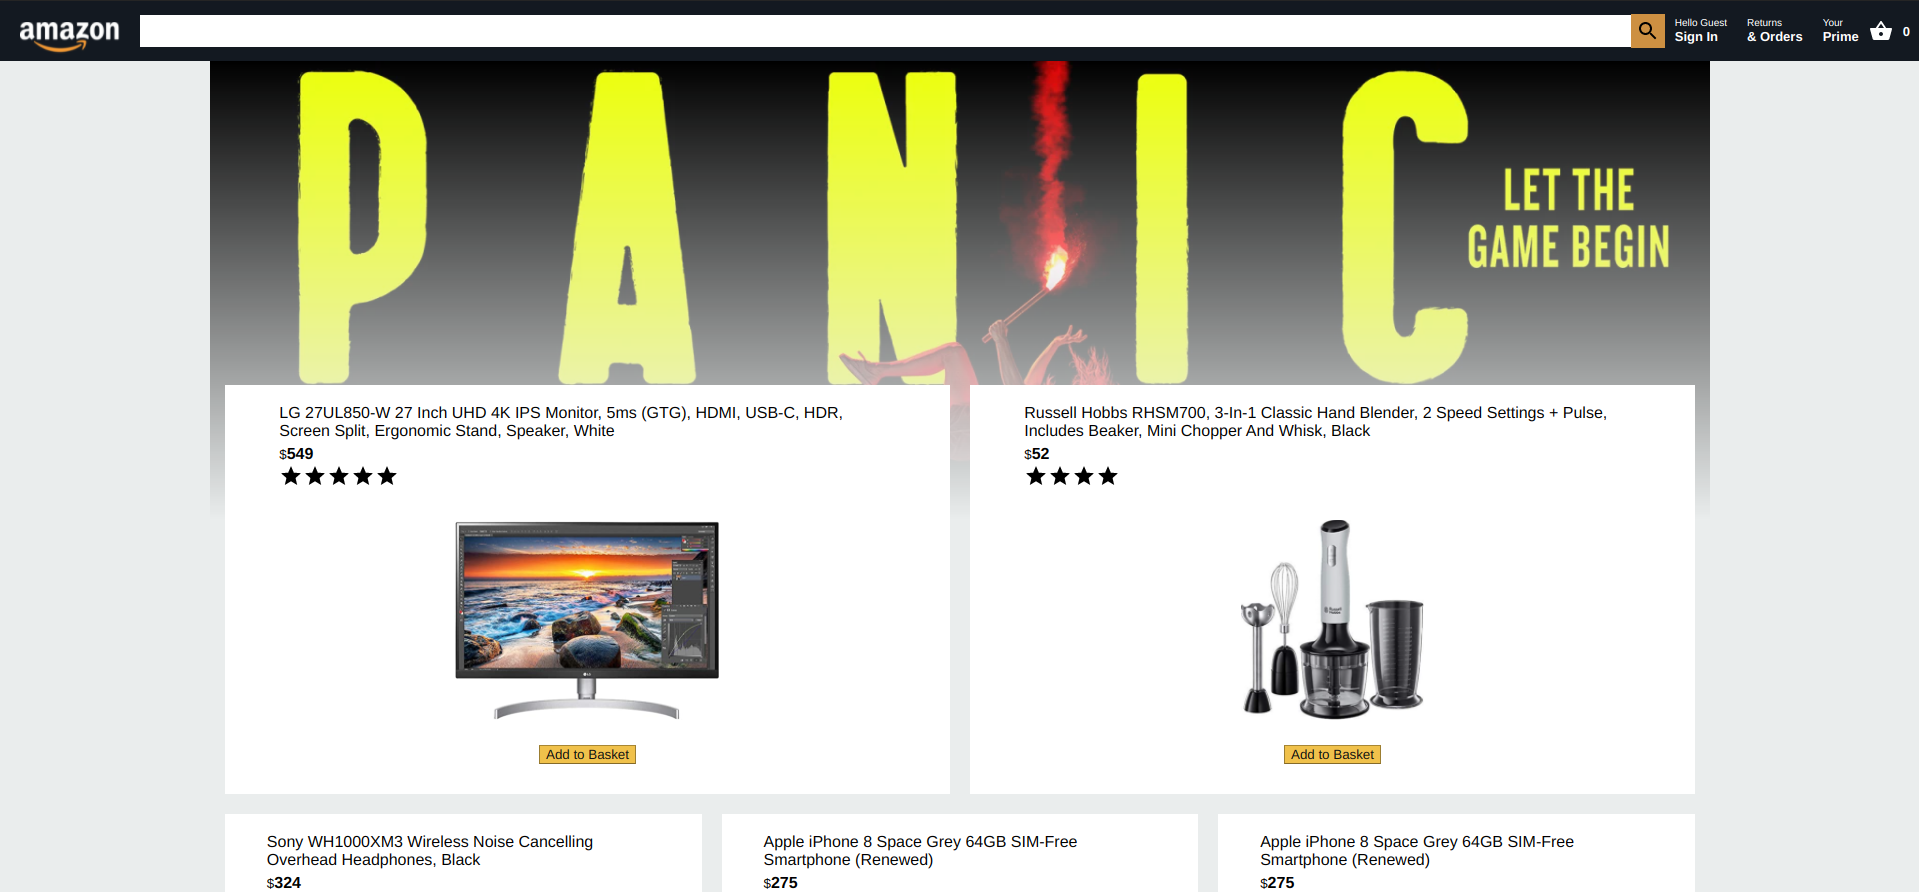 amazon
Hello Guest
Sign In
Returns
& Orders
Your
Prime
0
PANIC
LET THE
GAME BEGIN
LG 27UL850-W 27 Inch UHD 4K IPS Monitor, 5ms (GTG), HDMI, USB-C, HDR,
Screen Split, Ergonomic Stand, Speaker, White
$549
Add to Basket
Russell Hobbs RHSM700, 3-In-1 Classic Hand Blender, 2 Speed Settings + Pulse,
Includes Beaker, Mini Chopper And Whisk, Black
$52
Russell
Hobbs
Add to Basket
Sony WH1000XM3 Wireless Noise Cancelling
Overhead Headphones, Black
$324
Apple iPhone 8 Space Grey 64GB SIM-Free
Smartphone (Renewed)
$275
Apple iPhone 8 Space Grey 64GB SIM-Free
Smartphone (Renewed)
$275